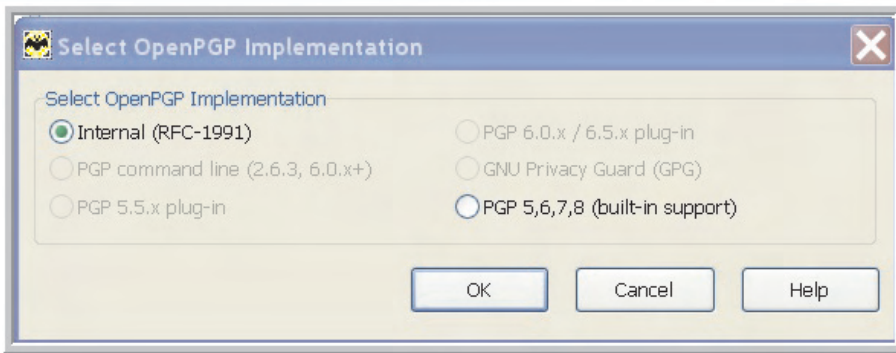 Select OpenPGP Implementation
Select OpenPGP Implementation
Internal (RFC-1991)
PGP 6.0.x / 6.5.x plug-in
PGP command line (2.6.3, 6.0.x+)
GNU Privacy Guard (GPG)
PGP 5.5.x plug-in
PGP 5,6,7,8 (built-in support)
OK
Cancel
Help